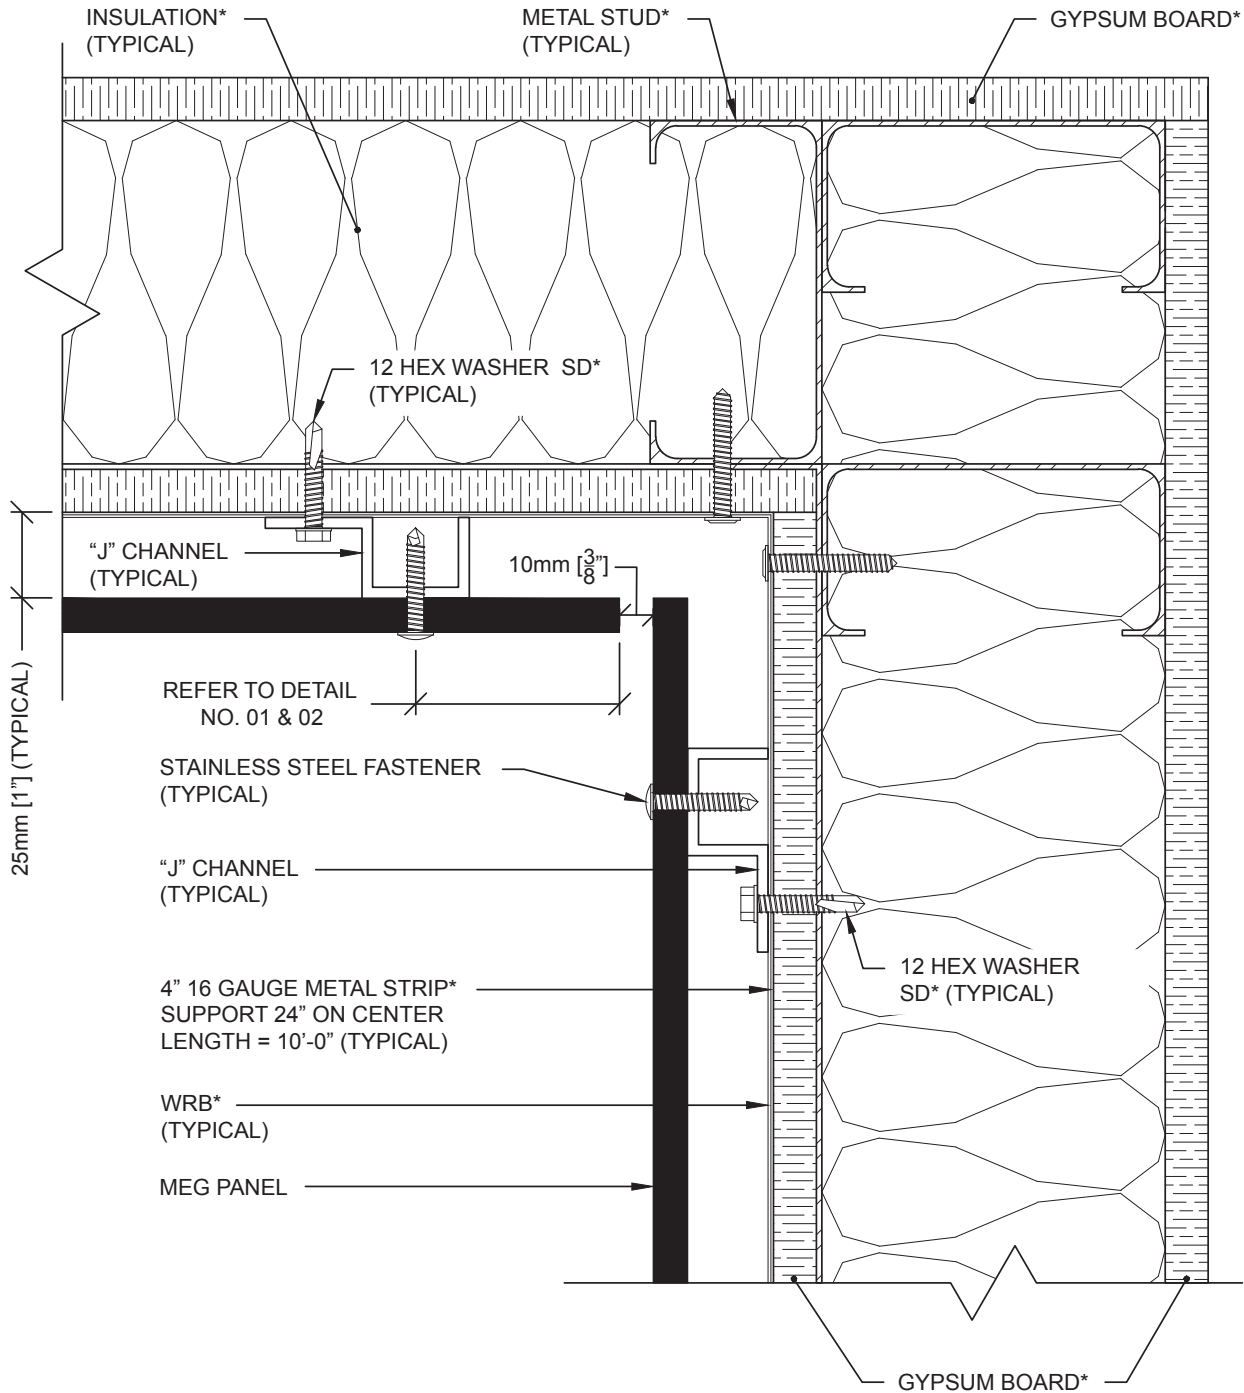 INSULATION*
(TYPICAL)
METAL STUD*
(TYPICAL)
GYPSUM BOARD*
12 HEX WASHER SD*
(TYPICAL)
“J” CHANNEL
(TYPICAL)
10mm [3/8”]
25mm [1”] (TYPICAL)
REFER TO DETAIL
NO. 01 & 02
STAINLESS STEEL FASTENER
(TYPICAL)
“J” CHANNEL
(TYPICAL)
12 HEX WASHER
SD* (TYPICAL)
4” 16 GAUGE METAL STRIP*
SUPPORT 24” ON CENTER
LENGTH = 10’-0” (TYPICAL)
WRB*
(TYPICAL)
MEG PANEL
GYPSUM BOARD*